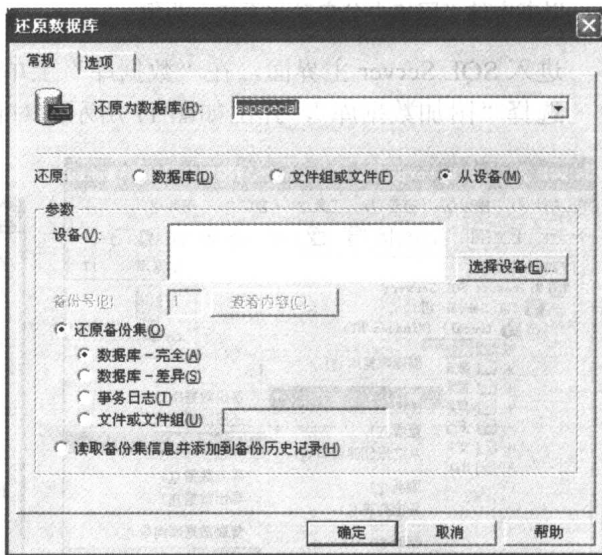 还原数据库
常规 选项
还原为数据库(R): aspspecial
还原: 数据库(D) 文件组或文件(F) 从设备(M)
参数
设备(V):
选择设备(E)...
备份号(P): 1 查看内容(C)...
还原备份集(O)
数据库－完全(A)
数据库－差异(S)
事务日志(T)
文件或文件组(U)
读取备份集信息并添加到备份历史记录(H)
确定 取消 帮助